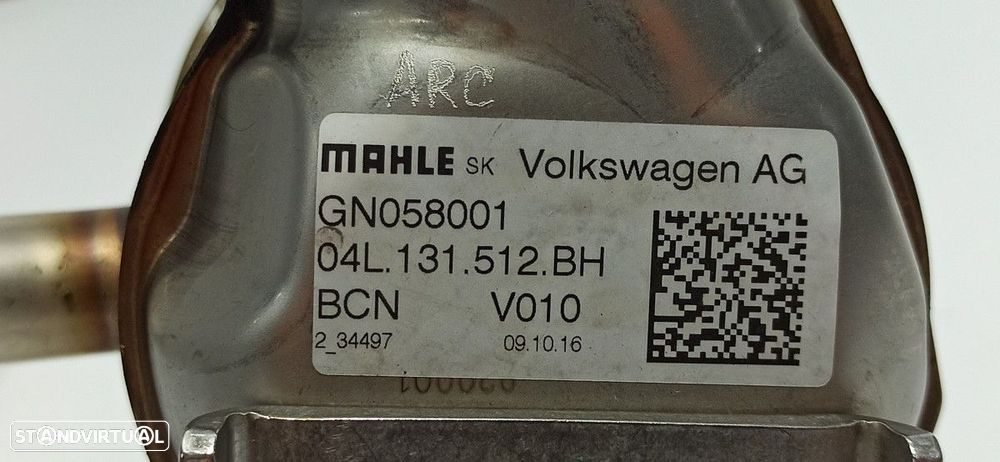 ARC
MAHLE SK Volkswagen AG
GN058001
04L.131.512.BH
BCN V010
2_34497 09.10.16
STANDVIRTUAL